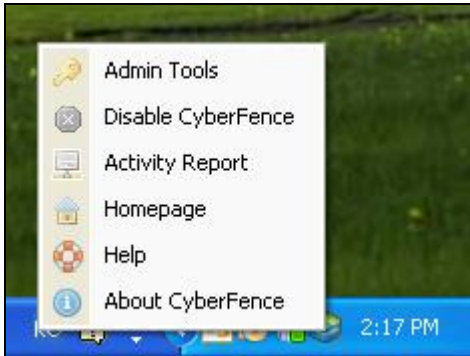 Admin Tools
Disable CyberFence
Activity Report
Homepage
Help
About CyberFence
2:17 PM